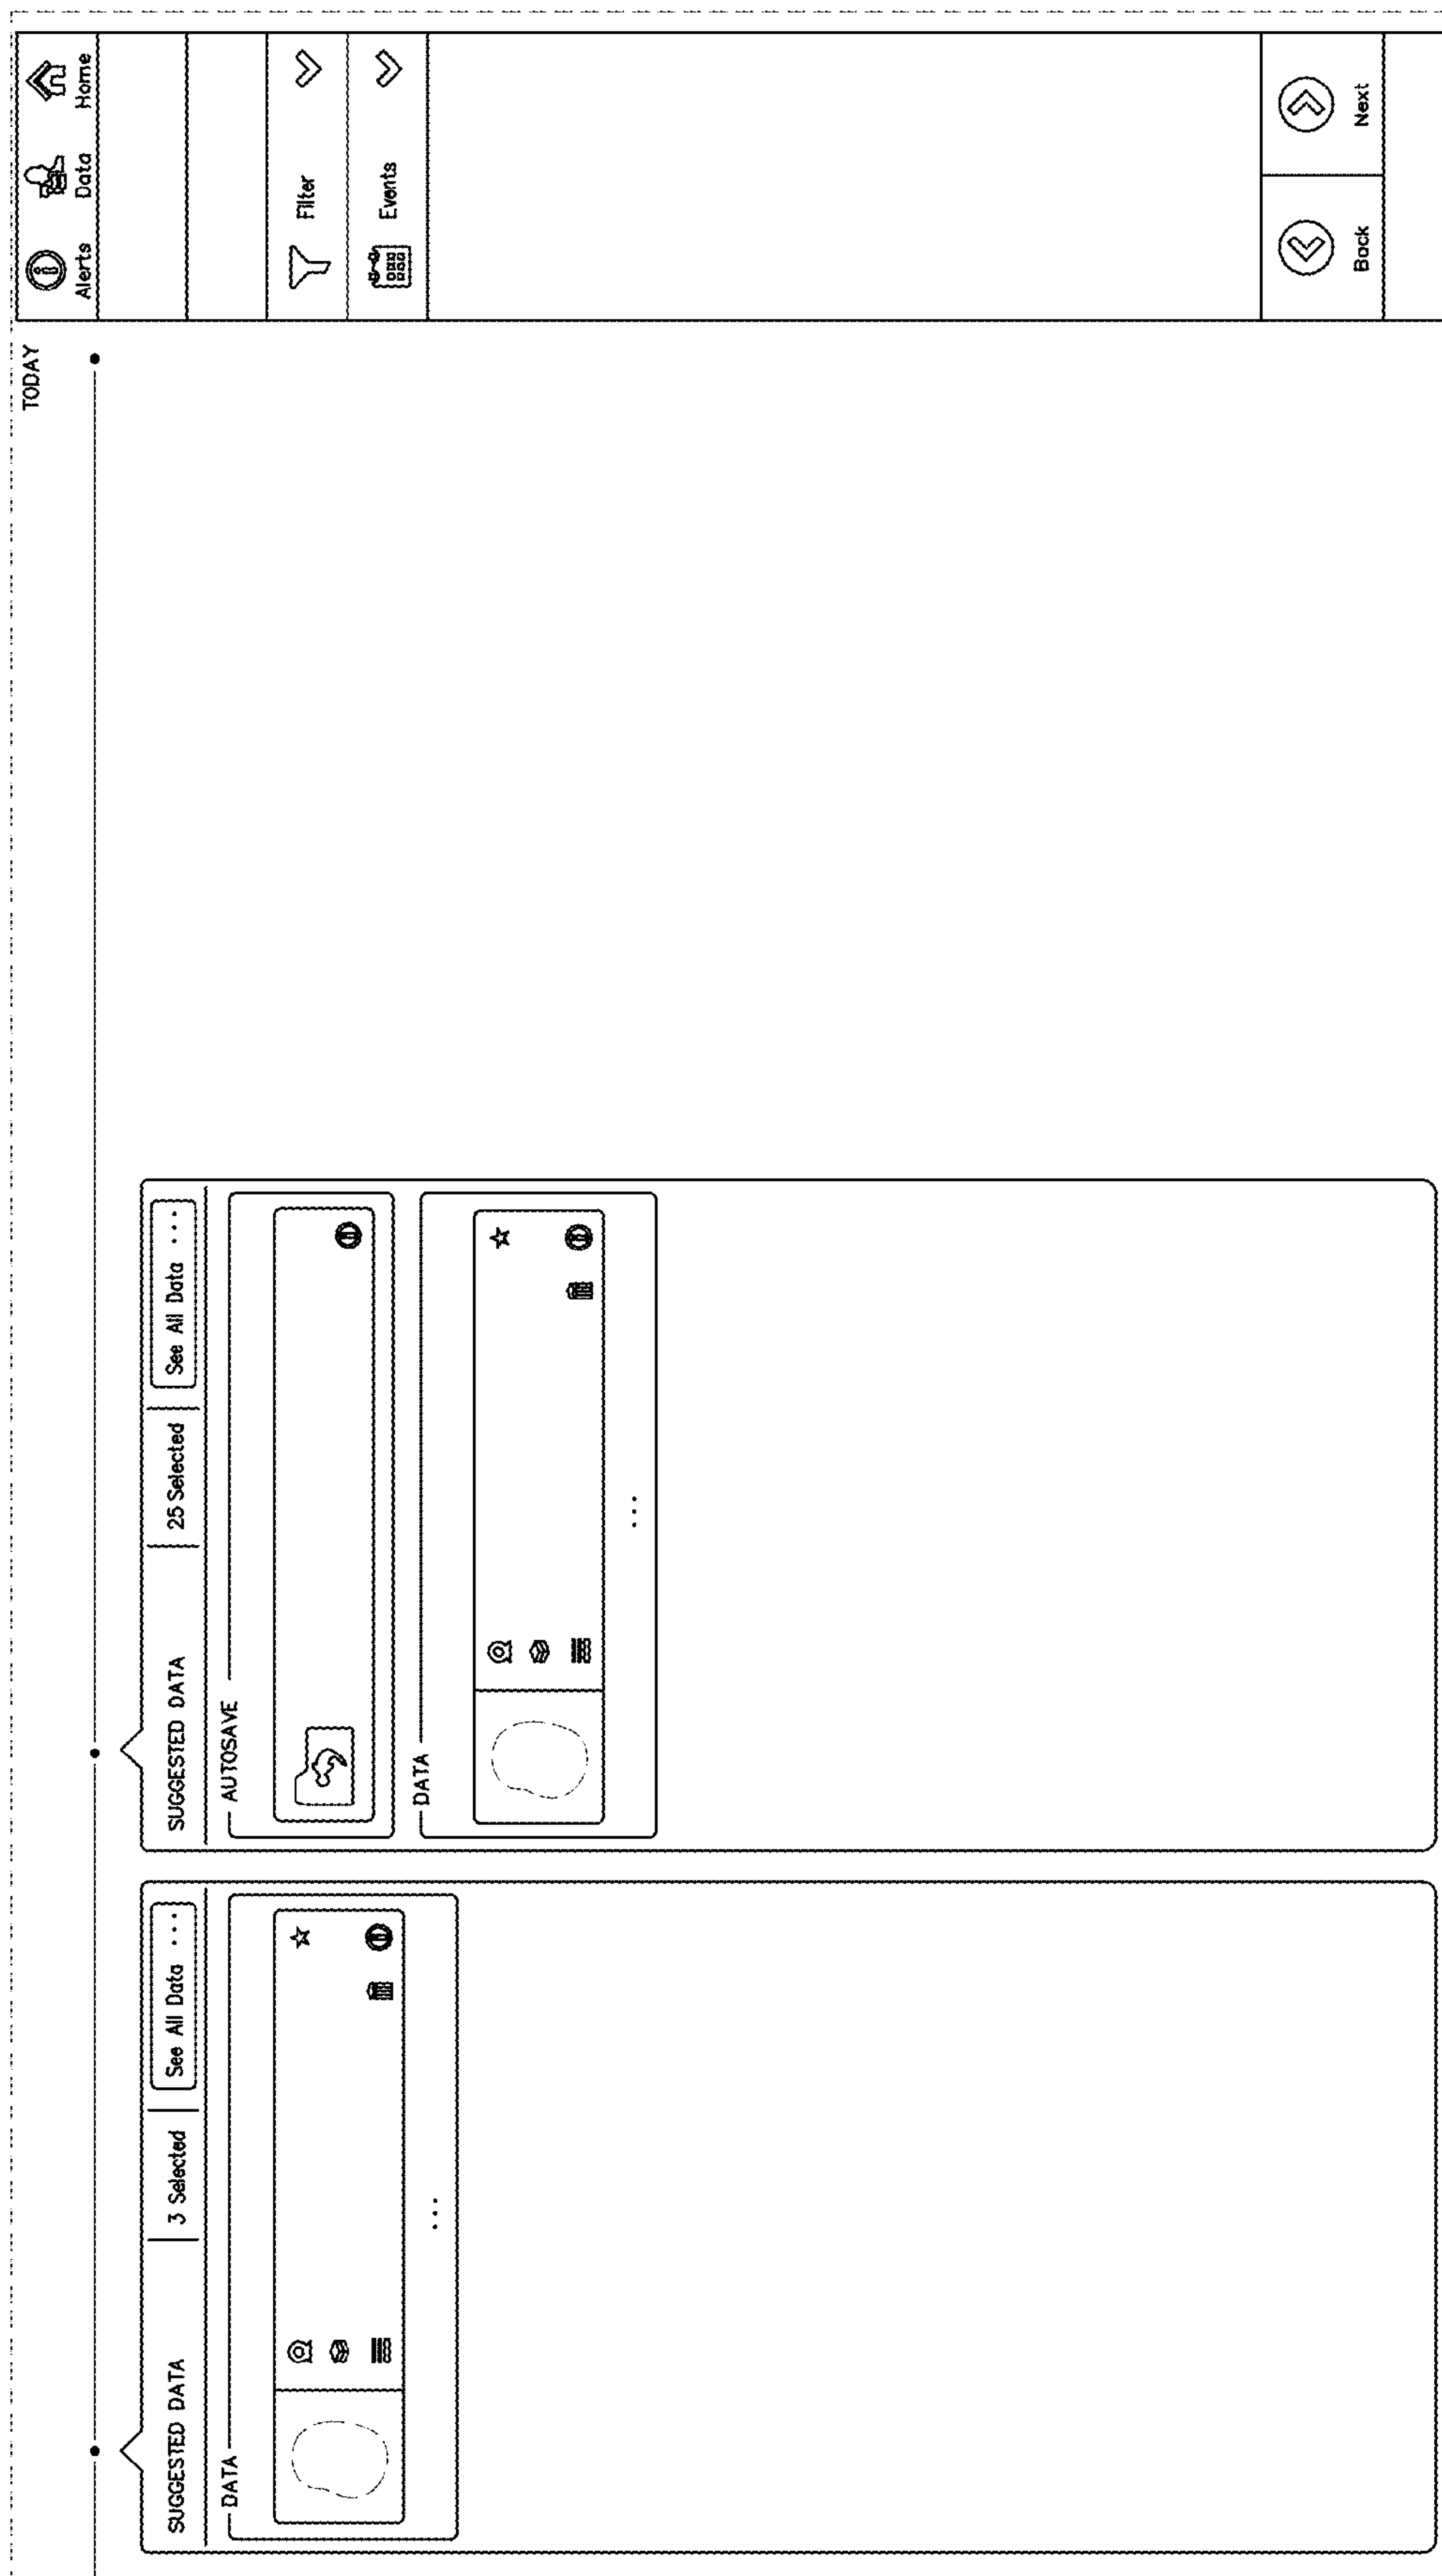 TODAY
Alerts Data Home
SUGGESTED DATA 3 Selected See All Data ...
DATA
...
SUGGESTED DATA 25 Selected See All Data ...
AUTOSAVE
DATA
...
Filter
Events
Back Next